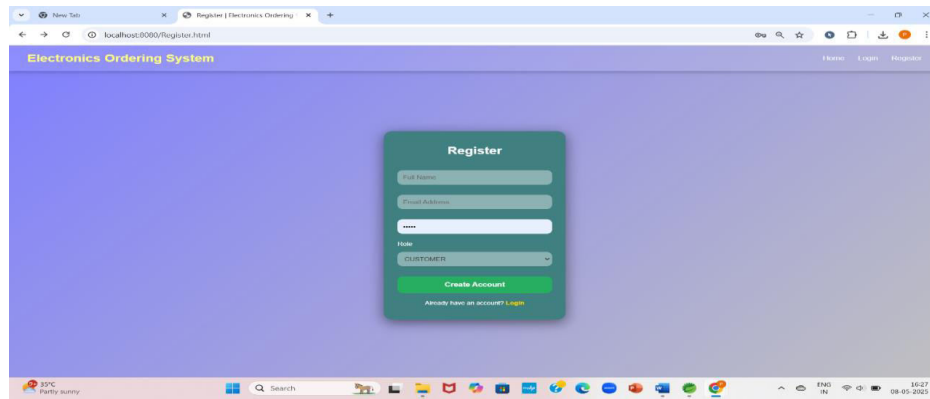 New Tab
Register | Electronics Ordering
localhost:8080/Register.html
Electronics Ordering System
Home Login Register
Register
Full Name
Email Address
•••••
Role
CUSTOMER
Create Account
Already have an account? Login
35°C
Partly sunny
Search
ENG
IN
16:27
08-05-2025